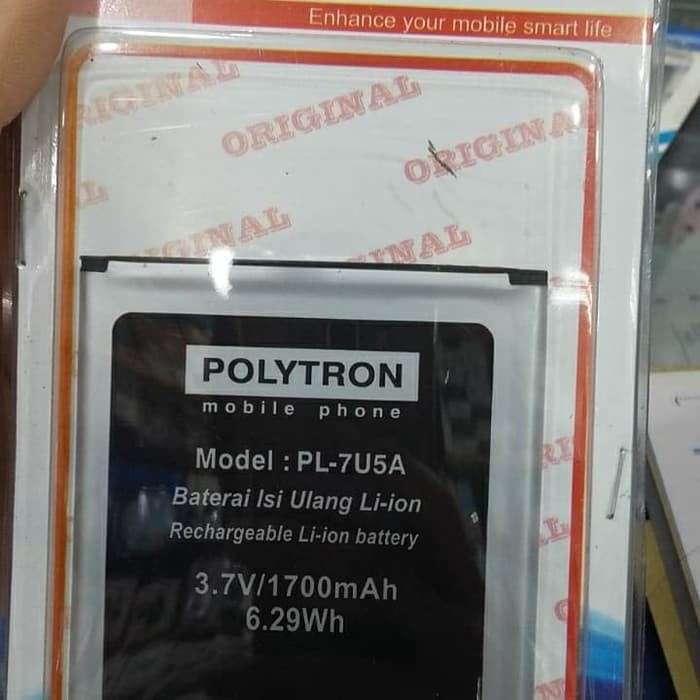 Enhance your mobile smart life
ORIGINAL
ORIGINAL
ORIGINAL
POLYTRON
mobile phone
Model : PL-7U5A
Baterai Isi Ulang Li-ion
Rechargeable Li-ion battery
3.7V/1700mAh
6.29Wh